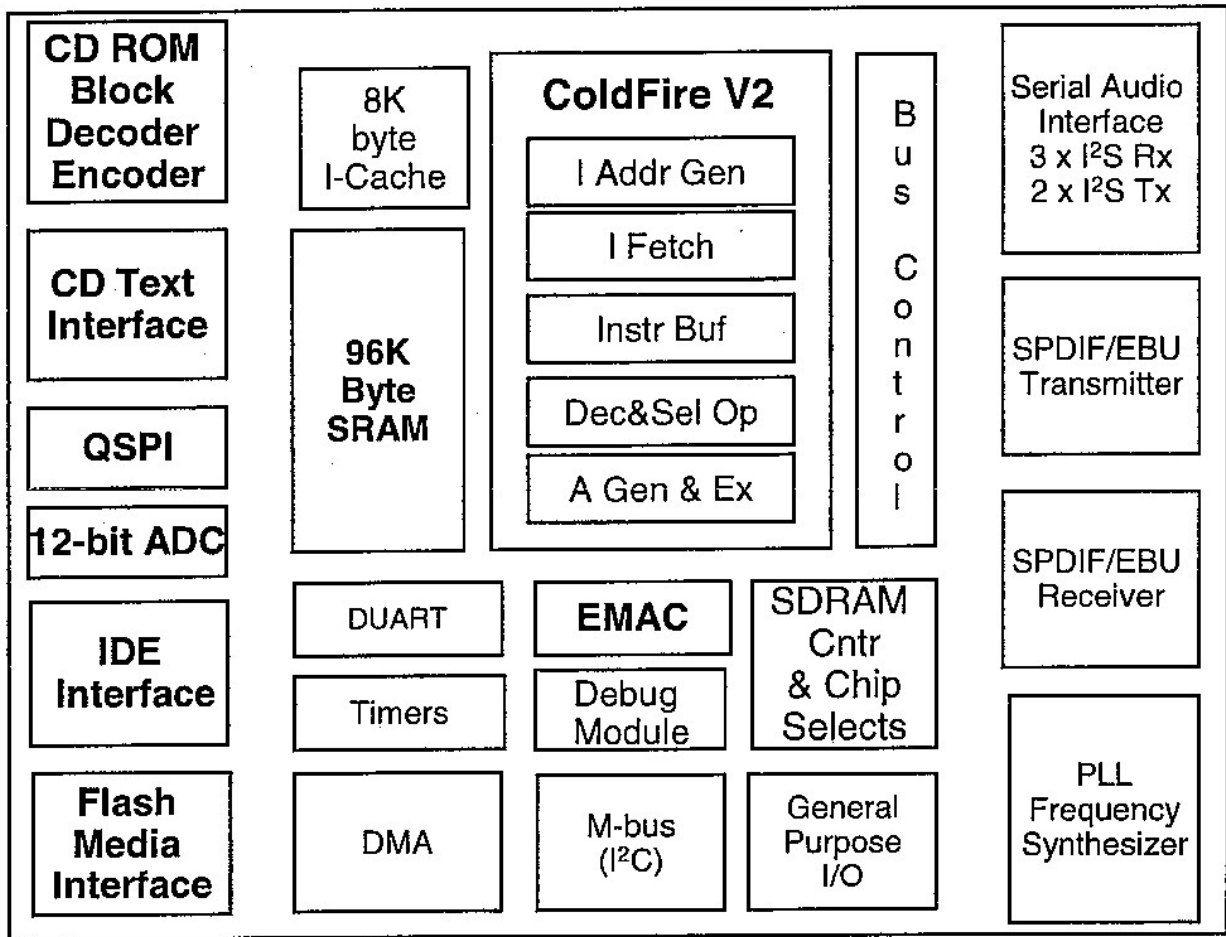 CD ROM
Block
Decoder
Encoder
CD Text
Interface
QSPI
12-bit ADC
IDE
Interface
Flash
Media
Interface
8K
byte
I-Cache
96K
Byte
SRAM
DUART
Timers
DMA
ColdFire V2
I Addr Gen
I Fetch
Instr Buf
Dec&Sel Op
A Gen & Ex
EMAC
Debug
Module
M-bus
(I²C)
Bus Control
SDRAM
Cntr
& Chip
Selects
General
Purpose
I/O
Serial Audio
Interface
3 x I²S Rx
2 x I²S Tx
SPDIF/EBU
Transmitter
SPDIF/EBU
Receiver
PLL
Frequency
Synthesizer